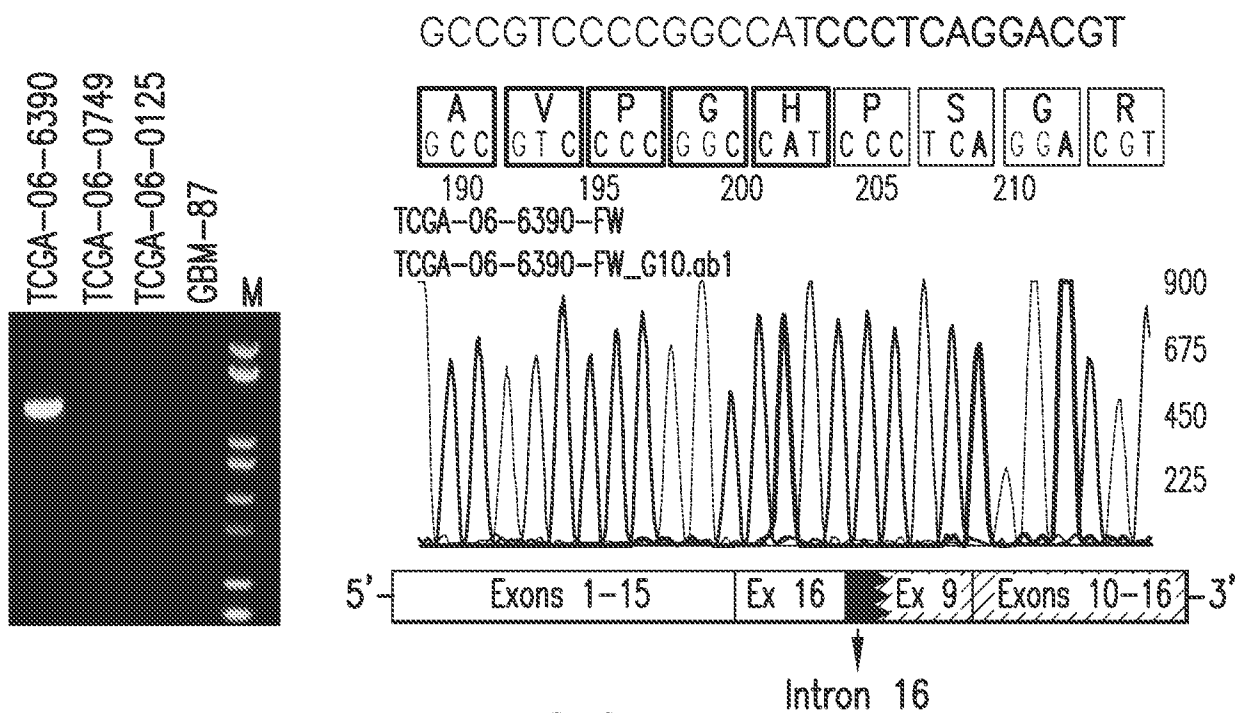 GCCGTCCCCGGCCATCCCTCAGGACGT
TCGA-06-6390
TCGA-06-0749
TCGA-06-0125
GBM-87
M
A V P G H P S G R
GCC GTC CCC GGC CAT CCC TCA GGA CGT
190 195 200 205 210
TCGA-06-6390-FW
TCGA-06-6390-FW_G10.ab1
900
675
450
225
5'- Exons 1-15 Ex 16 Ex 9 Exons 10-16 -3'
Intron 16